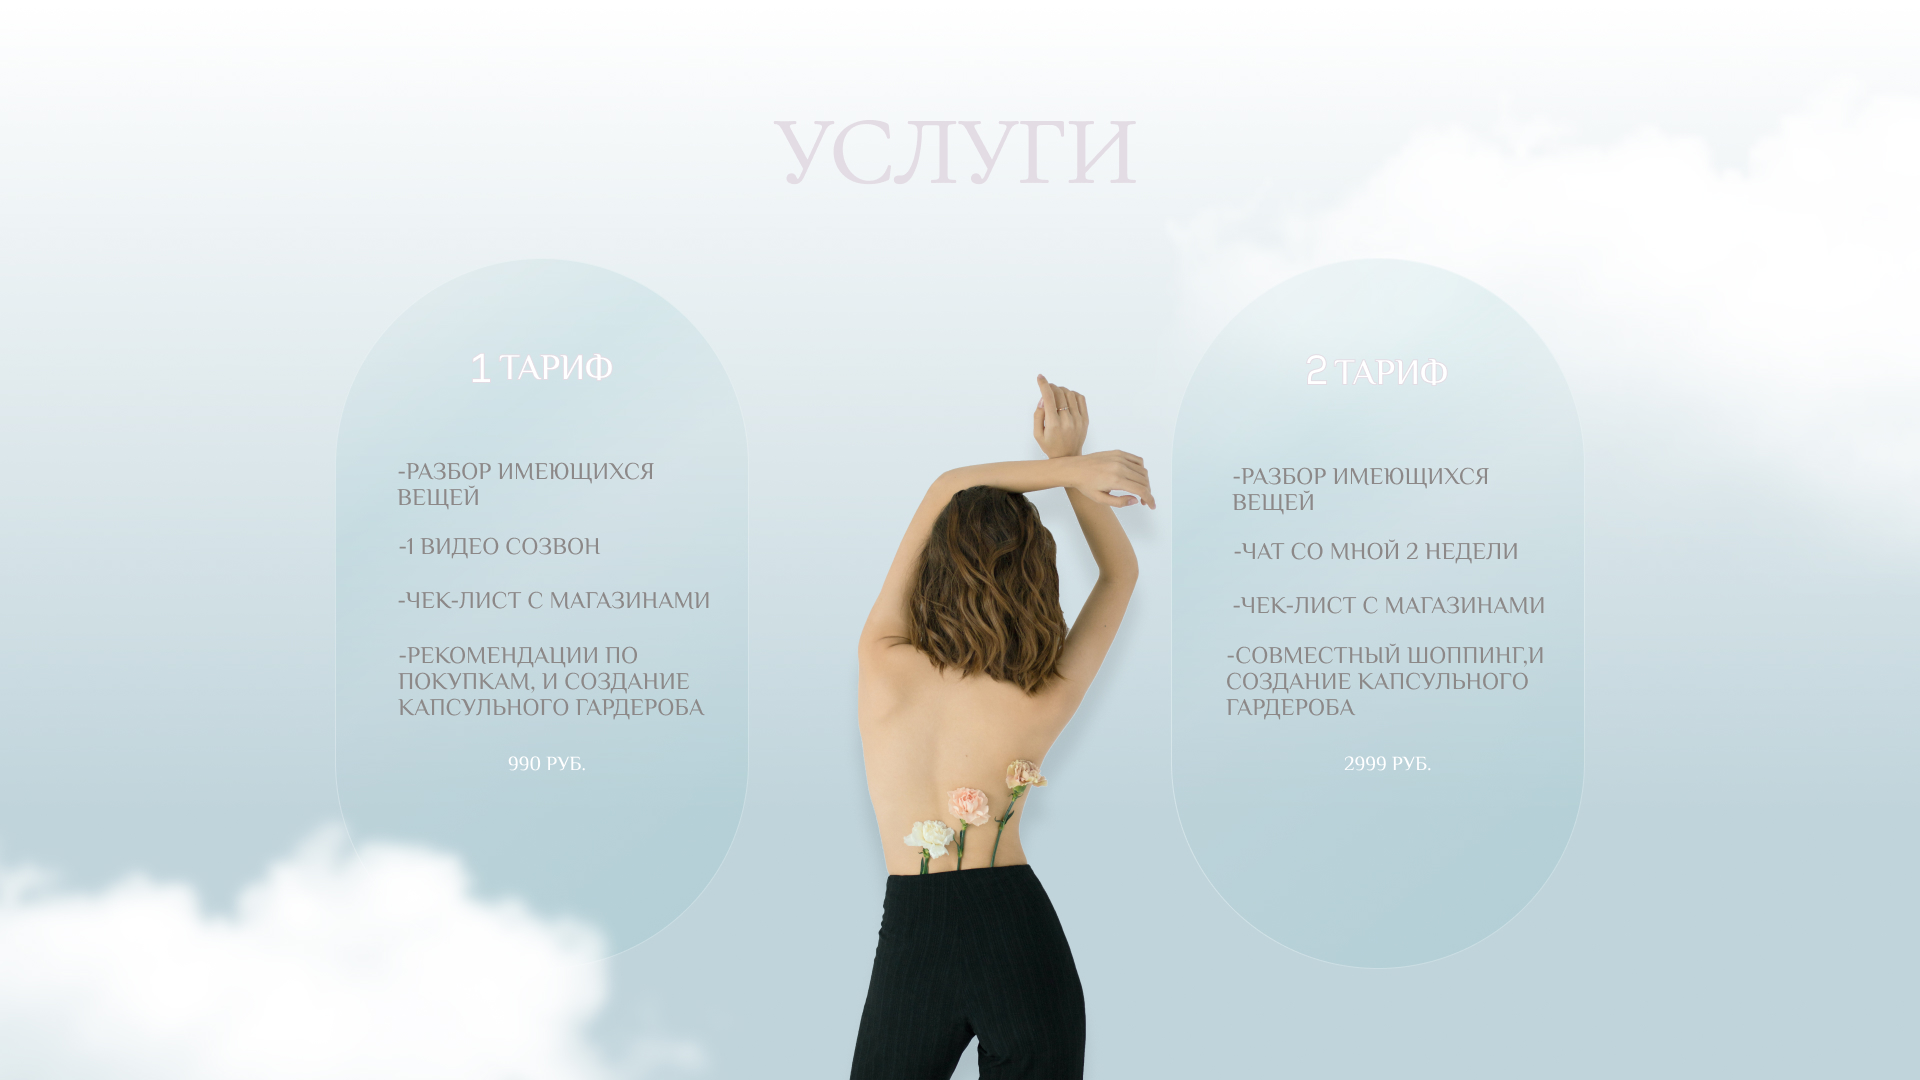 УСЛУГИ
1 ТАРИФ
-РАЗБОР ИМЕЮЩИХСЯ
ВЕЩЕЙ
-1 ВИДЕО СОЗВОН
-ЧЕК-ЛИСТ С МАГАЗИНАМИ
-РЕКОМЕНДАЦИИ ПО
ПОКУПКАМ, И СОЗДАНИЕ
КАПСУЛЬНОГО ГАРДЕРОБА
990 РУБ.
2 ТАРИФ
-РАЗБОР ИМЕЮЩИХСЯ
ВЕЩЕЙ
-ЧАТ СО МНОЙ 2 НЕДЕЛИ
-ЧЕК-ЛИСТ С МАГАЗИНАМИ
-СОВМЕСТНЫЙ ШОППИНГ,И
СОЗДАНИЕ КАПСУЛЬНОГО
ГАРДЕРОБА
2999 РУБ.